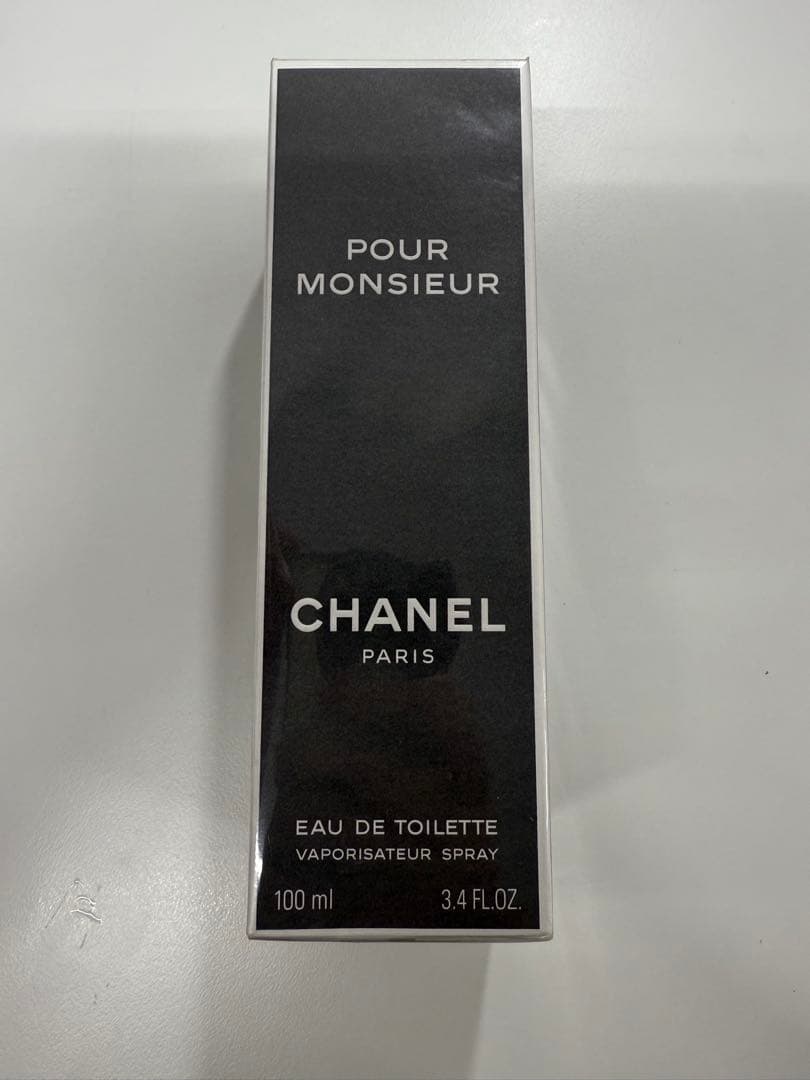 POUR
MONSIEUR
CHANEL
PARIS
EAU DE TOILETTE
VAPORISATEUR SPRAY
100 ml 3.4 FL.OZ.